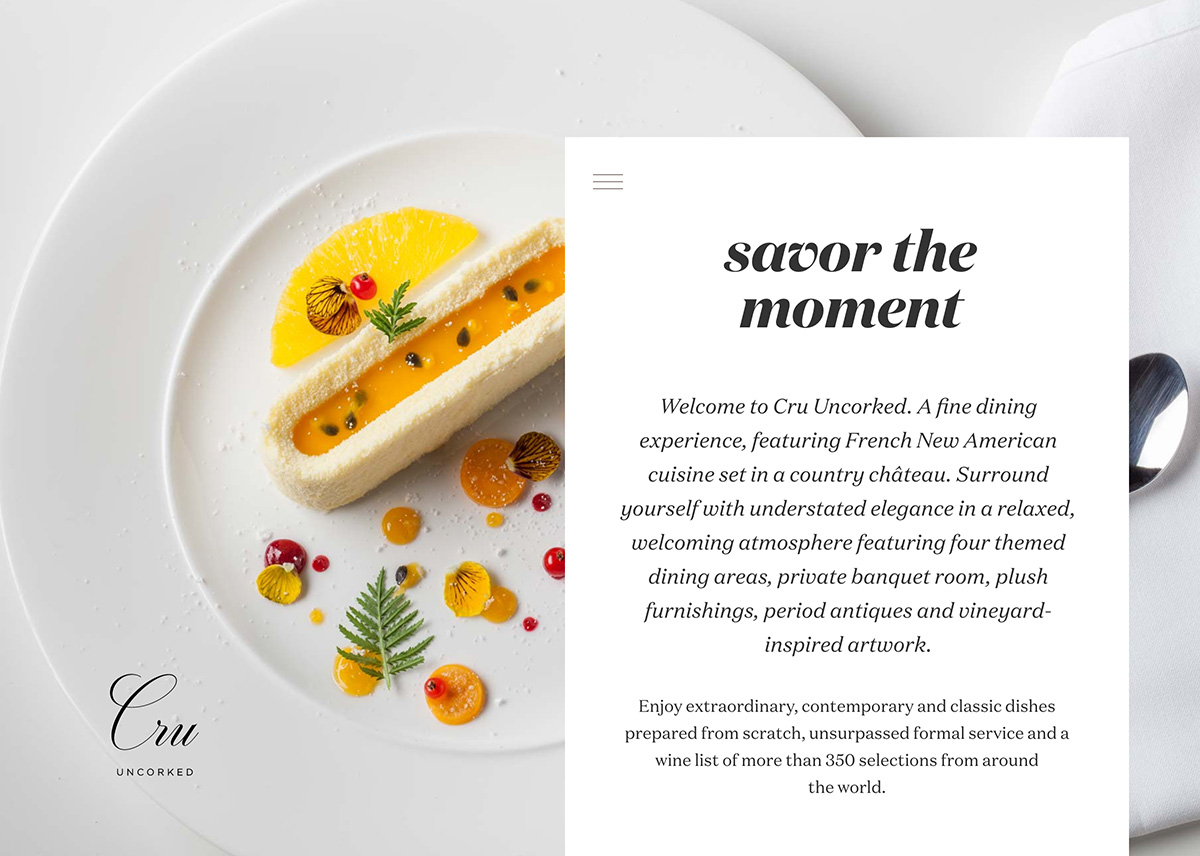 savor the
moment
Welcome to Cru Uncorked. A fine dining
experience, featuring French New American
cuisine set in a country château. Surround
yourself with understated elegance in a relaxed,
welcoming atmosphere featuring four themed
dining areas, private banquet room, plush
furnishings, period antiques and vineyard-
inspired artwork.
Enjoy extraordinary, contemporary and classic dishes
prepared from scratch, unsurpassed formal service and a
wine list of more than 350 selections from around
the world.
Cru
UNCORKED